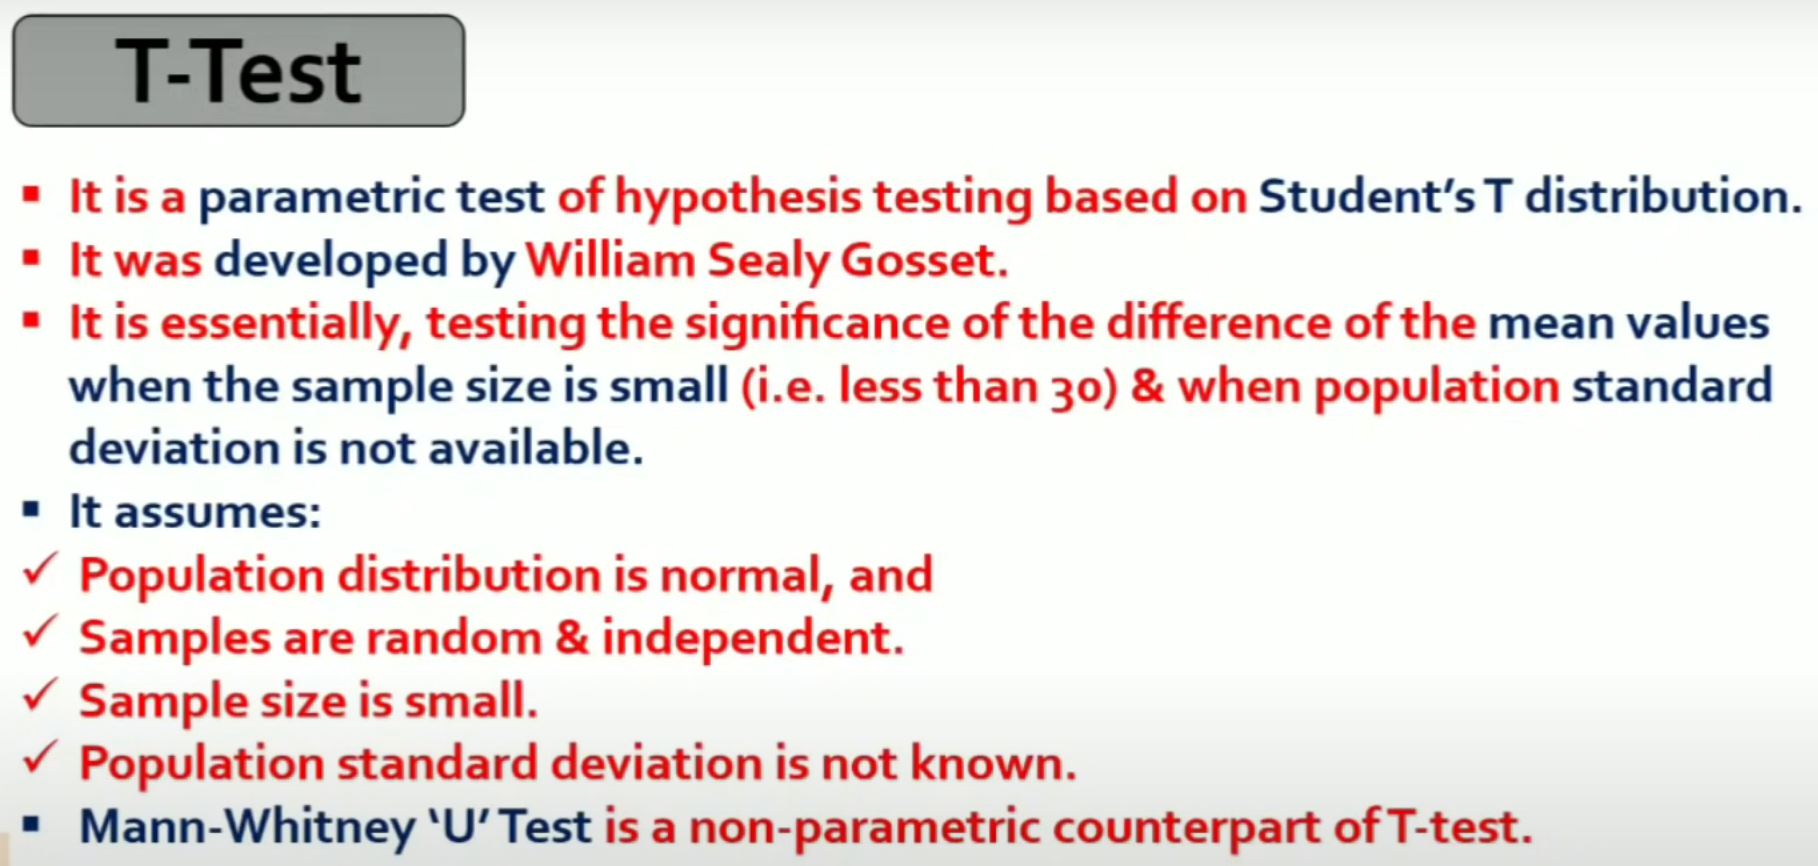 T-Test
▪ It is a parametric test of hypothesis testing based on Student's T distribution.
▪ It was developed by William Sealy Gosset.
▪ It is essentially, testing the significance of the difference of the mean values
when the sample size is small (i.e. less than 30) & when population standard
deviation is not available.
▪ It assumes:
✓ Population distribution is normal, and
✓ Samples are random & independent.
✓ Sample size is small.
✓ Population standard deviation is not known.
▪ Mann-Whitney ‘U’ Test is a non-parametric counterpart of T-test.